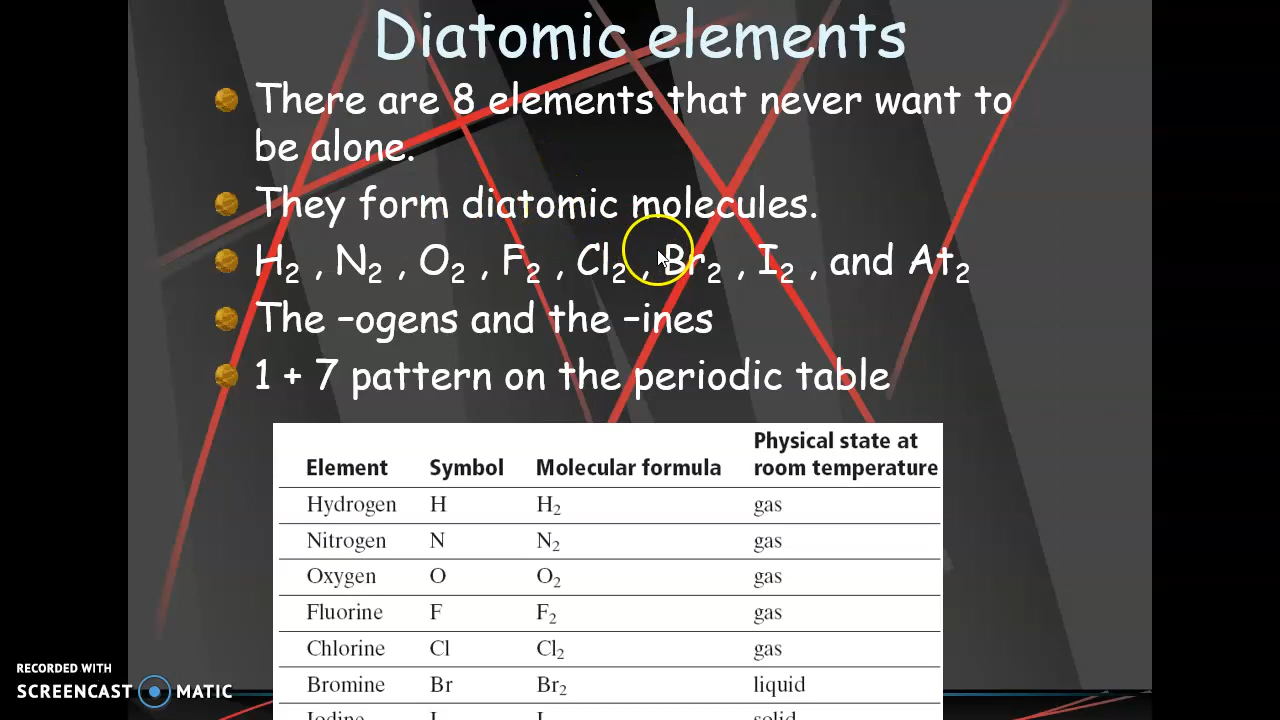 Diatomic elements
There are 8 elements that never want to
be alone.
They form diatomic molecules.
H₂ , N₂ , O₂ , F₂ , Cl₂ , Br₂ , I₂ , and At₂
The –ogens and the –ines
1 + 7 pattern on the periodic table
Physical state at
Element Symbol Molecular formula room temperature
Hydrogen H H₂ gas
Nitrogen N N₂ gas
Oxygen O O₂ gas
Fluorine F F₂ gas
Chlorine Cl Cl₂ gas
Bromine Br Br₂ liquid
Iodine I I solid
RECORDED WITH
SCREENCAST MATIC